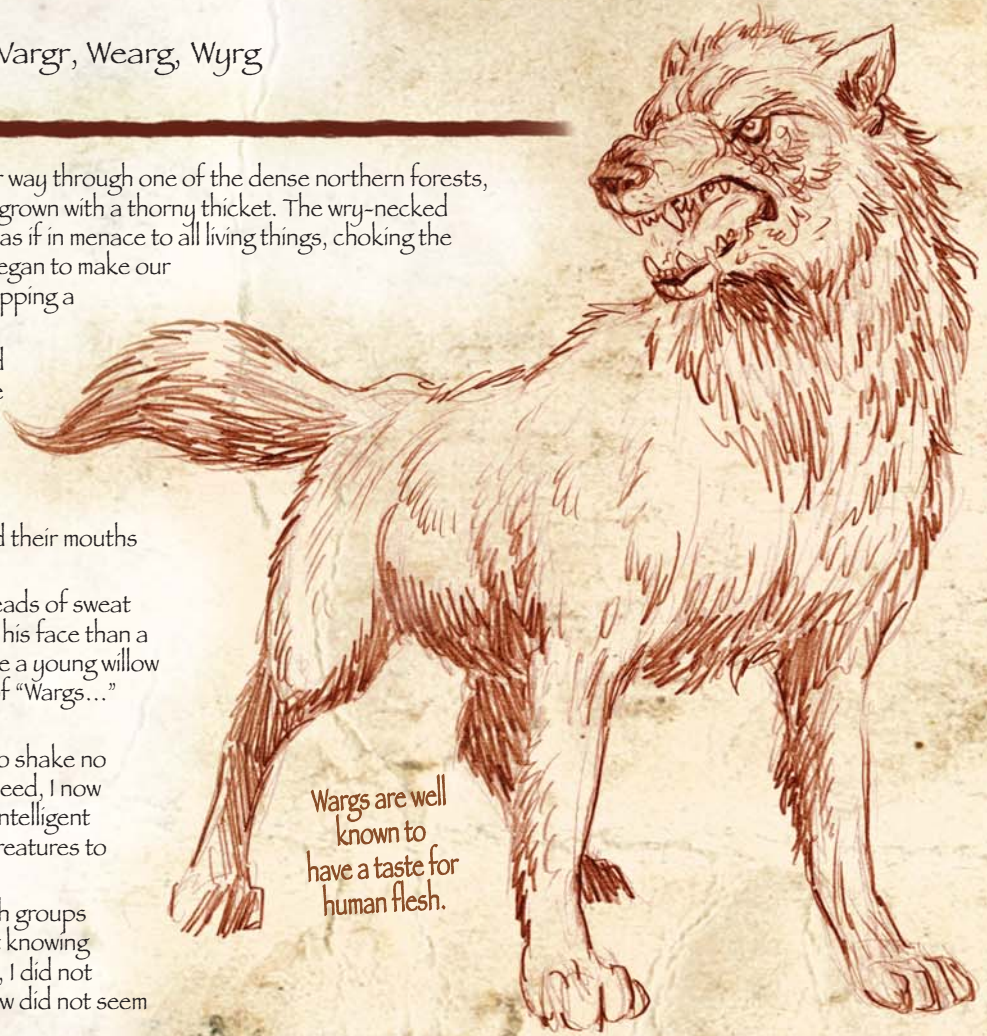 Vargr, Wearg, Wyrg
way through one of the dense northern forests,
grown with a thorny thicket. The wry-necked
as if in menace to all living things, choking the
egan to make our
pping a
d
e
d their mouths
eads of sweat
his face than a
e a young willow
f “Wargs…”
o shake no
eed, I now
ntelligent
reatures to
h groups
knowing
, I did not
w did not seem
Wargs are well
known to
have a taste for
human flesh.